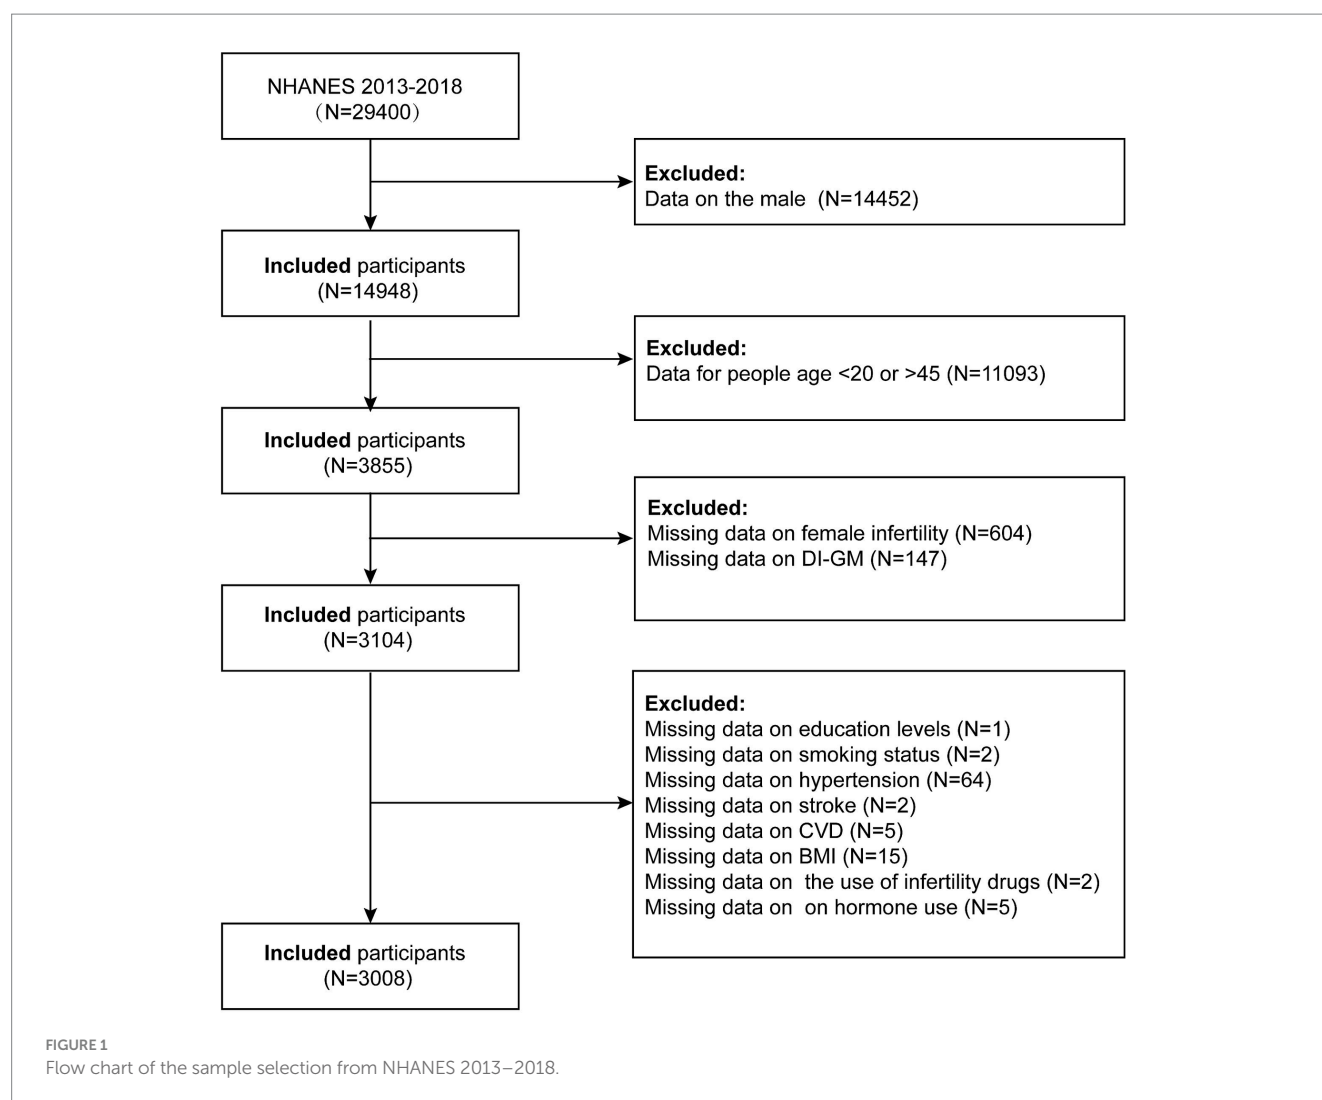 NHANES 2013-2018
（N=29400）
Excluded:
Data on the male  (N=14452)
Included participants
(N=14948)
Excluded:
Data for people age <20 or >45 (N=11093)
Included participants
(N=3855)
Excluded:
Missing data on female infertility (N=604)
Missing data on DI-GM (N=147)
Included participants
(N=3104)
Excluded:
Missing data on education levels (N=1)
Missing data on smoking status (N=2)
Missing data on hypertension (N=64)
Missing data on stroke (N=2)
Missing data on CVD (N=5)
Missing data on BMI (N=15)
Missing data on  the use of infertility drugs (N=2)
Missing data on  on hormone use (N=5)
Included participants
(N=3008)
FIGURE 1
Flow chart of the sample selection from NHANES 2013–2018.